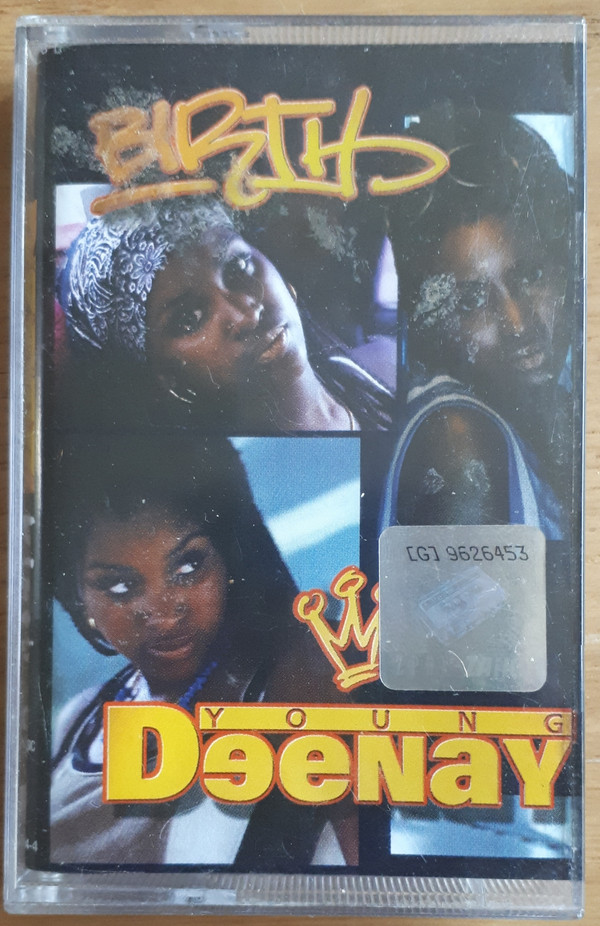 BIRTH
[G] 9626453
YOUNG
DeeNay